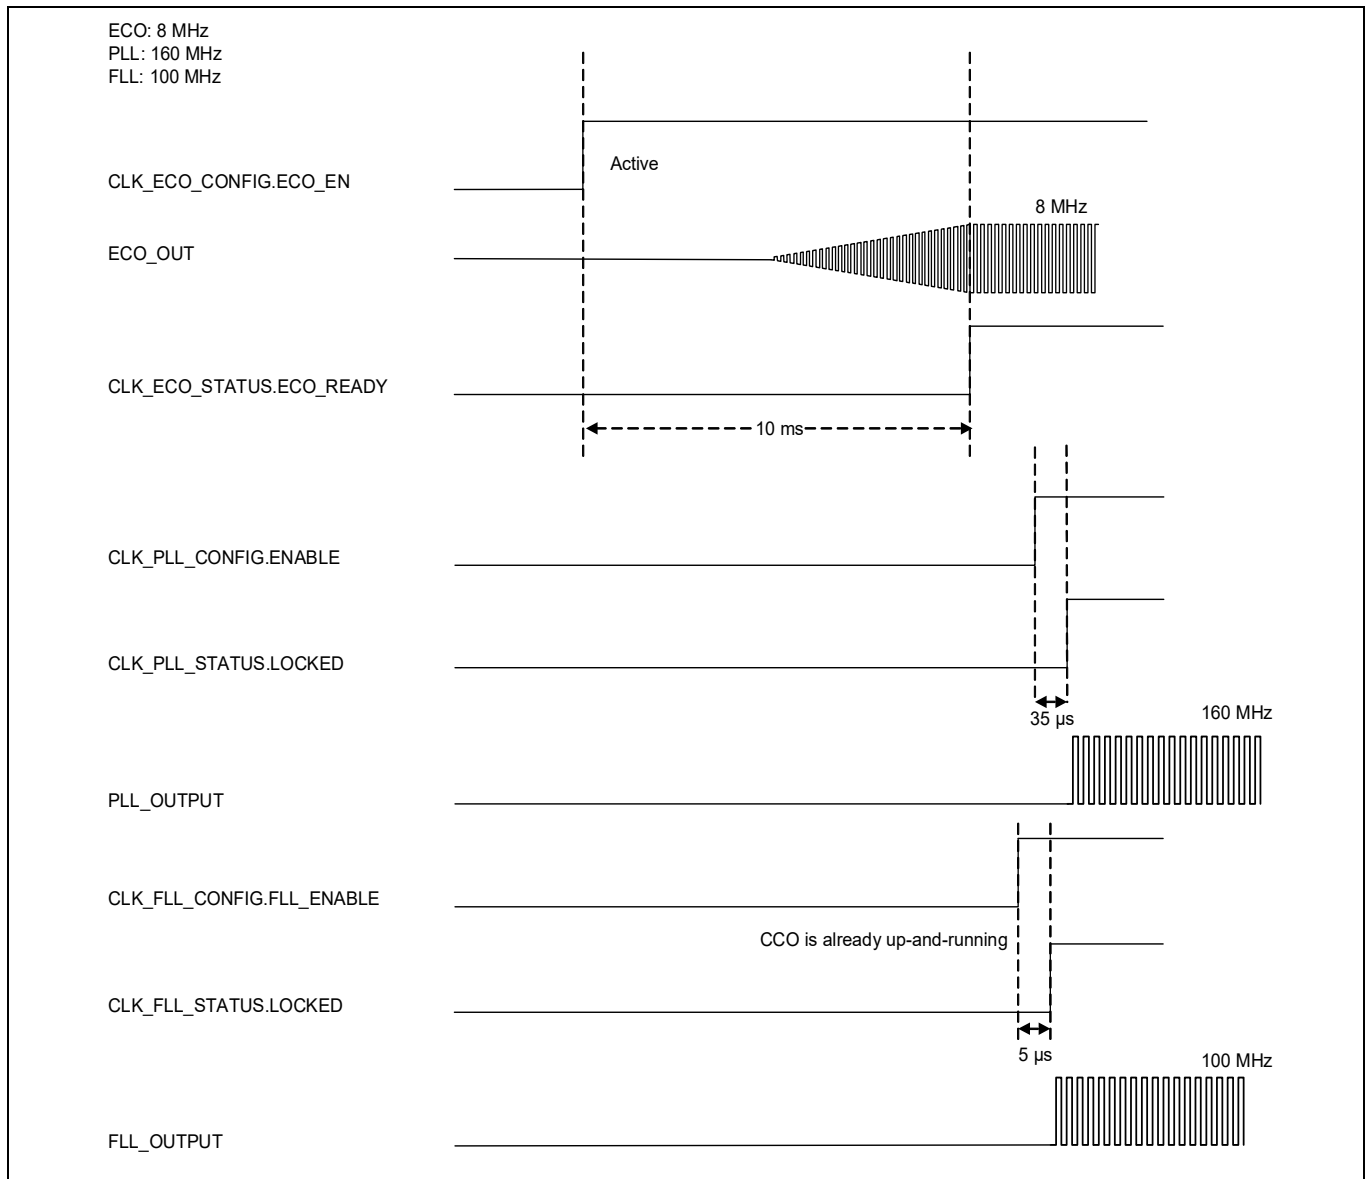 ECO: 8 MHz
PLL: 160 MHz
FLL: 100 MHz
Active
CLK_ECO_CONFIG.ECO_EN
8 MHz
ECO_OUT
CLK_ECO_STATUS.ECO_READY
10 ms
CLK_PLL_CONFIG.ENABLE
CLK_PLL_STATUS.LOCKED
35 µs
160 MHz
PLL_OUTPUT
CLK_FLL_CONFIG.FLL_ENABLE
CCO is already up-and-running
CLK_FLL_STATUS.LOCKED
5 µs
100 MHz
FLL_OUTPUT